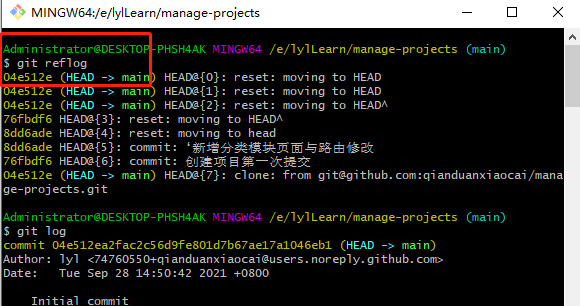 MINGW64:/e/lylLearn/manage-projects
Administrator@DESKTOP-PHSH4AK MINGW64 /e/lylLearn/manage-projects (main)
$ git reflog
04e512e (HEAD -> main) HEAD@{0}: reset: moving to HEAD
04e512e (HEAD -> main) HEAD@{1}: reset: moving to HEAD
04e512e (HEAD -> main) HEAD@{2}: reset: moving to HEAD^
76fbdf6 HEAD@{3}: reset: moving to HEAD^
8dd6ade HEAD@{4}: reset: moving to head
8dd6ade HEAD@{5}: commit: ‘新增分类模块页面与路由修改
76fbdf6 HEAD@{6}: commit: 创建项目第一次提交
04e512e (HEAD -> main) HEAD@{7}: clone: from git@github.com:qianduanxiaocai/mana
ge-projects.git
Administrator@DESKTOP-PHSH4AK MINGW64 /e/lylLearn/manage-projects (main)
$ git log
commit 04e512ea2fac2c56d9fe801d7b67ae17a1046eb1 (HEAD -> main)
Author: lyl <74760550+qianduanxiaocai@users.noreply.github.com>
Date:   Tue Sep 28 14:50:42 2021 +0800
Initial commit